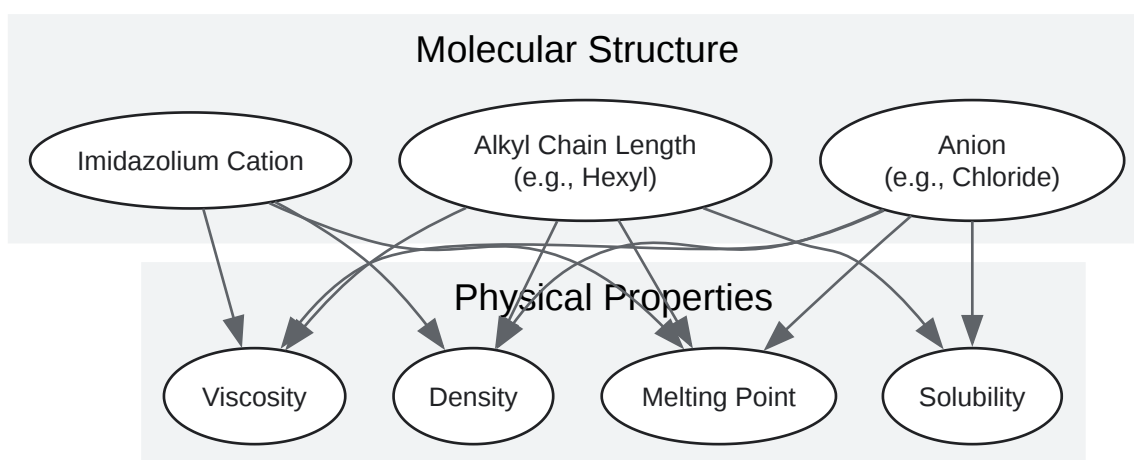 Molecular Structure
Imidazolium Cation
Alkyl Chain Length
(e.g., Hexyl)
Anion
(e.g., Chloride)
Physical Properties
Viscosity
Density
Melting Point
Solubility